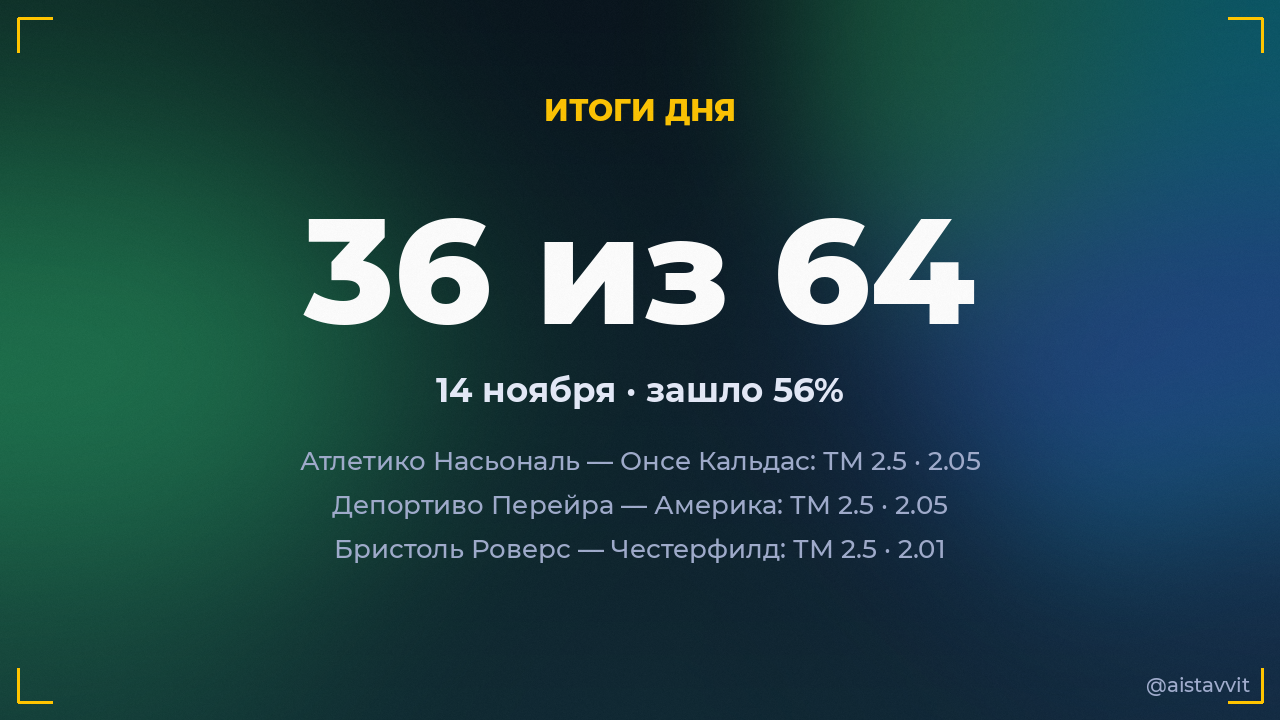 ИТОГИ ДНЯ
36 из 64
14 ноября · зашло 56%
Атлетико Насьональ — Онсе Кальдас: ТМ 2.5 · 2.05
Депортиво Перейра — Америка: ТМ 2.5 · 2.05
Бристоль Роверс — Честерфилд: ТМ 2.5 · 2.01
@aistavvit